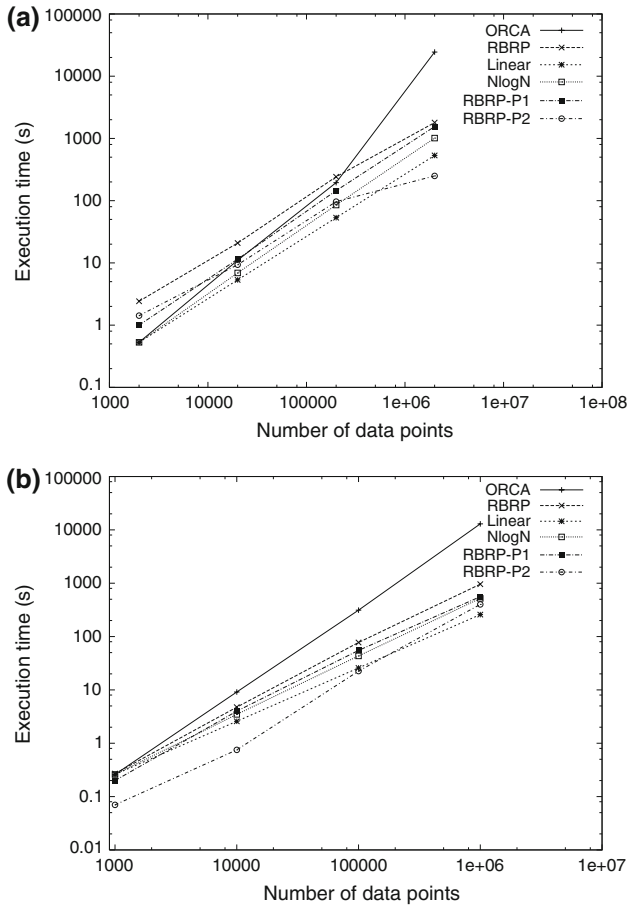 (a)
100000
10000
1000
100
10
1
0.1
Execution time (s)
ORCA
RBRP
Linear
NlogN
RBRP-P1
RBRP-P2
1000
10000
100000
1e+06
1e+07
1e+08
Number of data points
(b)
100000
10000
1000
100
10
1
0.1
0.01
Execution time (s)
ORCA
RBRP
Linear
NlogN
RBRP-P1
RBRP-P2
1000
10000
100000
1e+06
1e+07
Number of data points